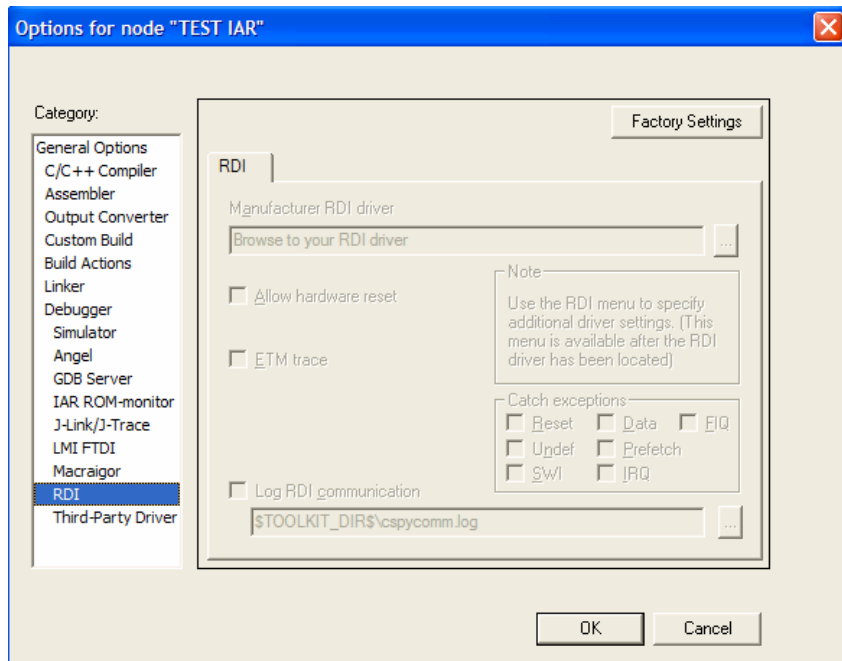 Options for node "TEST IAR"
Category:
General Options
C/C++ Compiler
Assembler
Output Converter
Custom Build
Build Actions
Linker
Debugger
Simulator
Angel
GDB Server
IAR ROM-monitor
J-Link/J-Trace
LMI FTDI
Macraigor
RDI
Third-Party Driver
Factory Settings
RDI
Manufacturer RDI driver
Browse to your RDI driver
...
Allow hardware reset
ETM trace
Note
Use the RDI menu to specify
additional driver settings. (This
menu is available after the RDI
driver has been located)
Catch exceptions
Reset Data FIQ
Undef Prefetch
SWI IRQ
Log RDI communication
$TOOLKIT_DIR$\cspycomm.log
...
OK Cancel